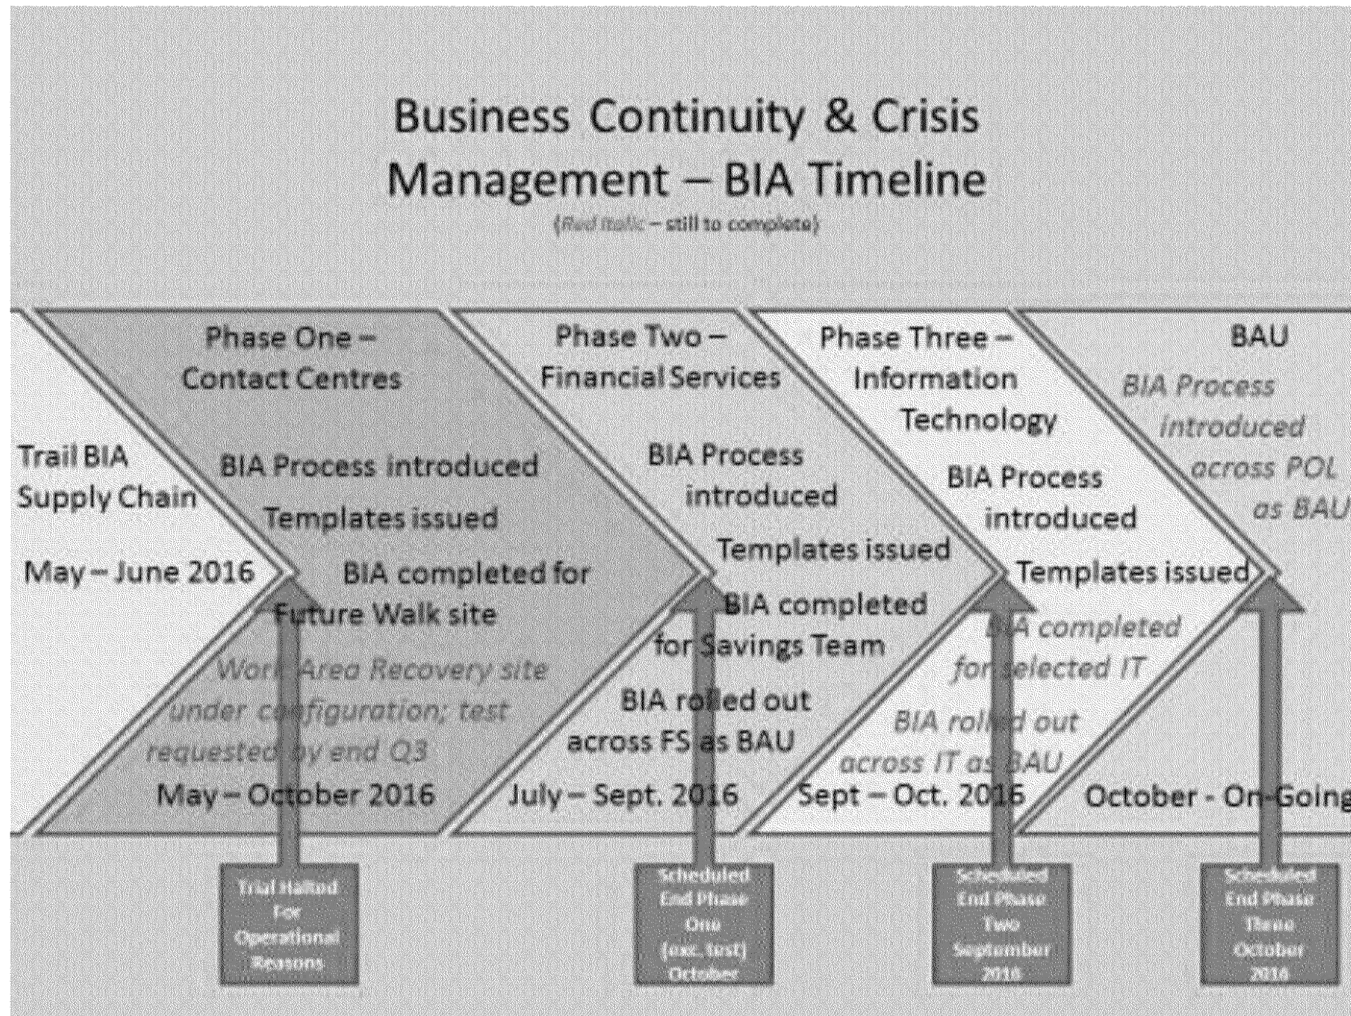 Business Continuity & Crisis
Management – BIA Timeline
(Red Italic – still to complete)
Trail BIA
Supply Chain
May – June 2016
Phase One –
Contact Centres
BIA Process introduced
Templates issued
BIA completed for
Future Walk site
Work Area Recovery site
under configuration; test
requested by end Q3
May – October 2016
Phase Two –
Financial Services
BIA Process
introduced
Templates issued
BIA completed
for Savings Team
BIA rolled out
across FS as BAU
July – Sept. 2016
Phase Three –
Information
Technology
BIA Process
introduced
Templates issued
BIA completed
for selected IT
BIA rolled out
across IT as BAU
Sept – Oct. 2016
BAU
BIA Process
introduced
across POL
as BAU
October - On-Going
Trial Halted
For
Operational
Reasons
Scheduled
End Phase
One
(exc. test)
October
Scheduled
End Phase
Two
September
2016
Scheduled
End Phase
Three
October
2016